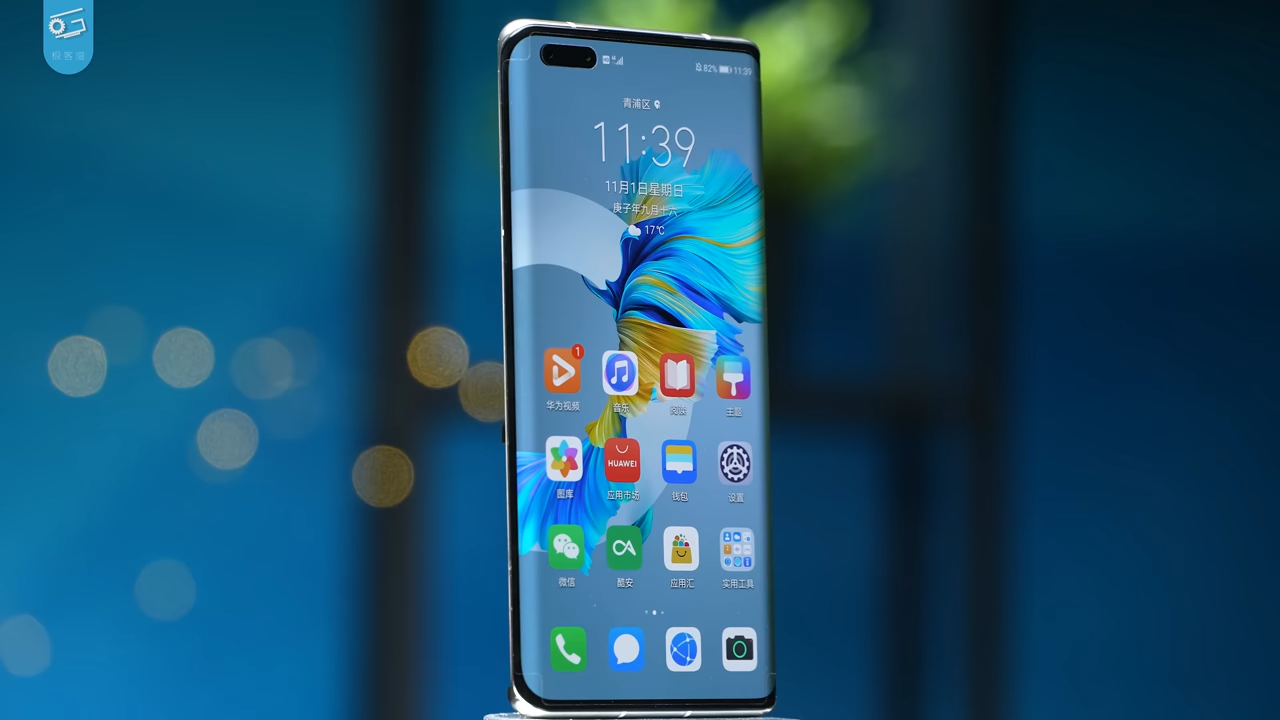 极客湾
82% 11:39
青浦区
11:39
11月1日星期日
庚子年九月十六
17℃
1
华为视频 音乐 阅读 主题
HUAWEI
图库 应用市场 钱包 设置
微信 酷安 应用汇 实用工具